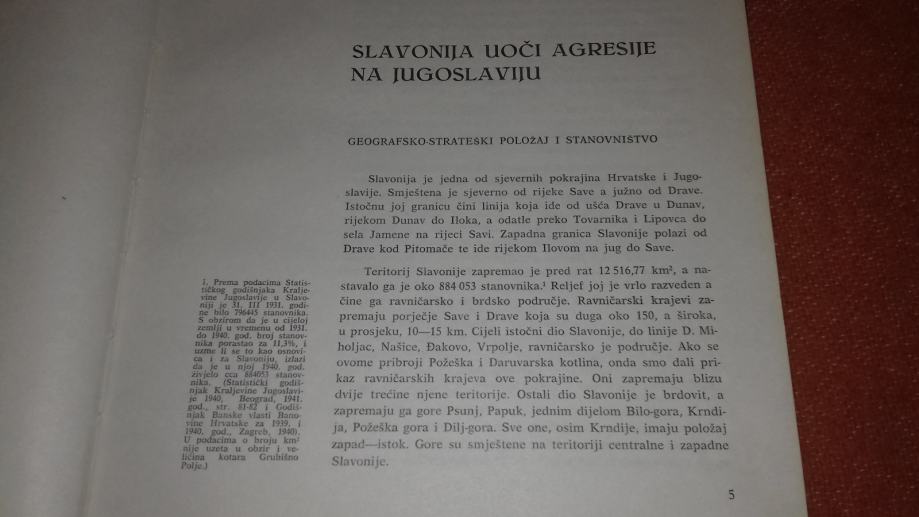 SLAVONIJA UOČI AGRESIJE
NA JUGOSLAVIJU
GEOGRAFSKO-STRATEŠKI POLOŽAJ I STANOVNIŠTVO
Slavonija je jedna od sjevernih pokrajina Hrvatske i Jugo-
slavije. Smještena je sjeverno od rijeke Save a južno od Drave.
Istočnu joj granicu čini linija koja ide od ušća Drave u Dunav,
rijekom Dunav do Iloka, a odatle preko Tovarnika i Lipovca do
sela Jamene na rijeci Savi. Zapadna granica Slavonije polazi od
Drave kod Pitomače te ide rijekom Ilovom na jug do Save.
Teritorij Slavonije zapremao je pred rat 12 516,77 km², a na-
stavalo ga je oko 884 053 stanovnika.¹ Reljef joj je vrlo razveden a
čine ga ravničarsko i brdsko područje. Ravničarski krajevi za-
premaju porječje Save i Drave koja su duga oko 150, a široka,
u prosjeku, 10—15 km. Cijeli istočni dio Slavonije, do linije D. Mi-
holjac, Našice, Đakovo, Vrpolje, ravničarsko je područje. Ako se
ovome pribroji Požeška i Daruvarska kotlina, onda smo dali pri-
kaz ravničarskih krajeva ove pokrajine. Oni zapremaju blizu
dvije trećine njene teritorije. Ostali dio Slavonije je brdovit, a
zapremaju ga gore Psunj, Papuk, jednim dijelom Bilo-gora, Krndi-
ja, Požeška gora i Dilj-gora. Sve one, osim Krndije, imaju položaj
zapad—istok. Gore su smještene na teritoriji centralne i zapadne
Slavonije.
1. Prema podacima Statis-
tičkog godišnjaka Kralje-
vine Jugoslavije u Slavo-
niji je 31. III 1931. godi-
ne bilo 796445 stanovnika.
S obzirom da je u cijeloj
zemlji u vremenu od 1931.
do 1940. god. broj stanov-
nika porastao za 11,3%, i
uzme li se to kao osnovi-
ca i za Slavoniju, izlazi
da je u njoj 1940. god.
živjelo cca 884053 stanov-
nika. (Statistički godiš-
njak Kraljevine Jugoslavi-
je 1940, Beograd, 1941.
god., str. 81-82 i Godiš-
njak Banske vlasti Bano-
vine Hrvatske za 1939. i
1940. god., Zagreb, 1940).
U podacima o broju km²
nije uzeta u obzir i ve-
ličina kotara Grubišno
Polje.)
5